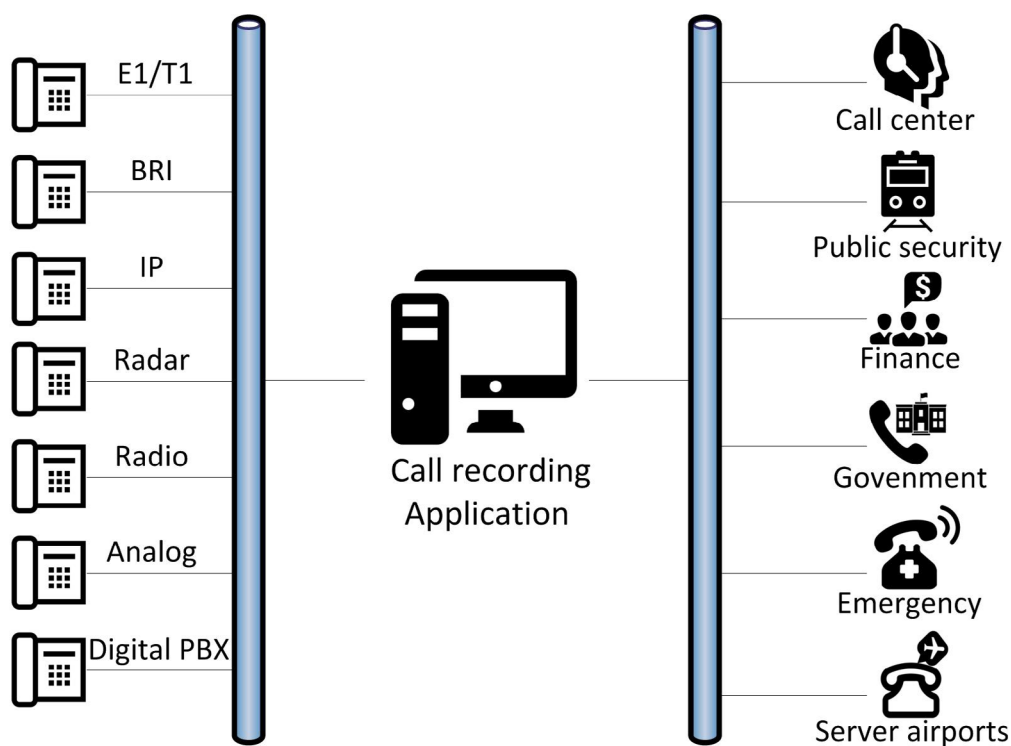 E1/T1
BRI
IP
Radar
Radio
Analog
Digital PBX
Call recording
Application
Call center
Public security
$
Finance
Govenment
Emergency
Server airports